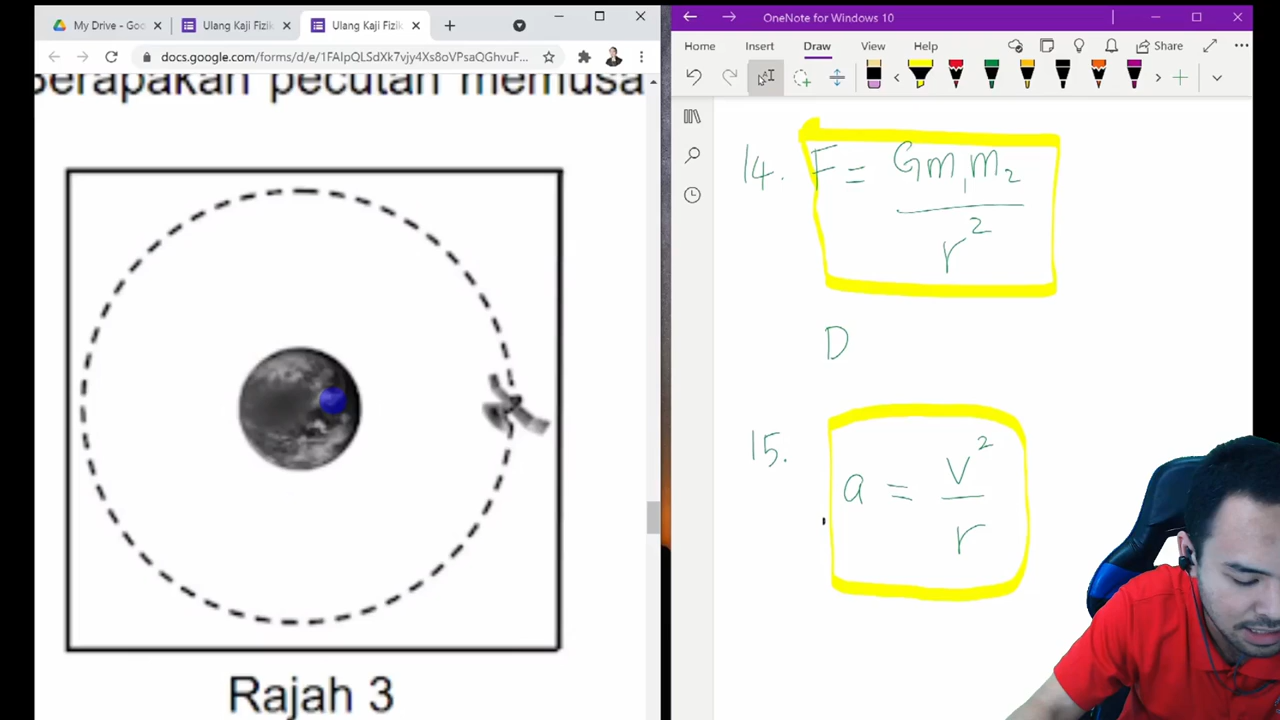 My Drive - Goo
Ulang Kaji Fizik
Ulang Kaji Fizik
docs.google.com/forms/d/e/1FAIpQLSdXk7vjy4Xs8oVPsaQGhvuF...
Berapakah pecutan memusa
Rajah 3
OneNote for Windows 10
Home Insert Draw View Help Share
14. F = Gm₁m₂
r²
D
15.
a = v²
r